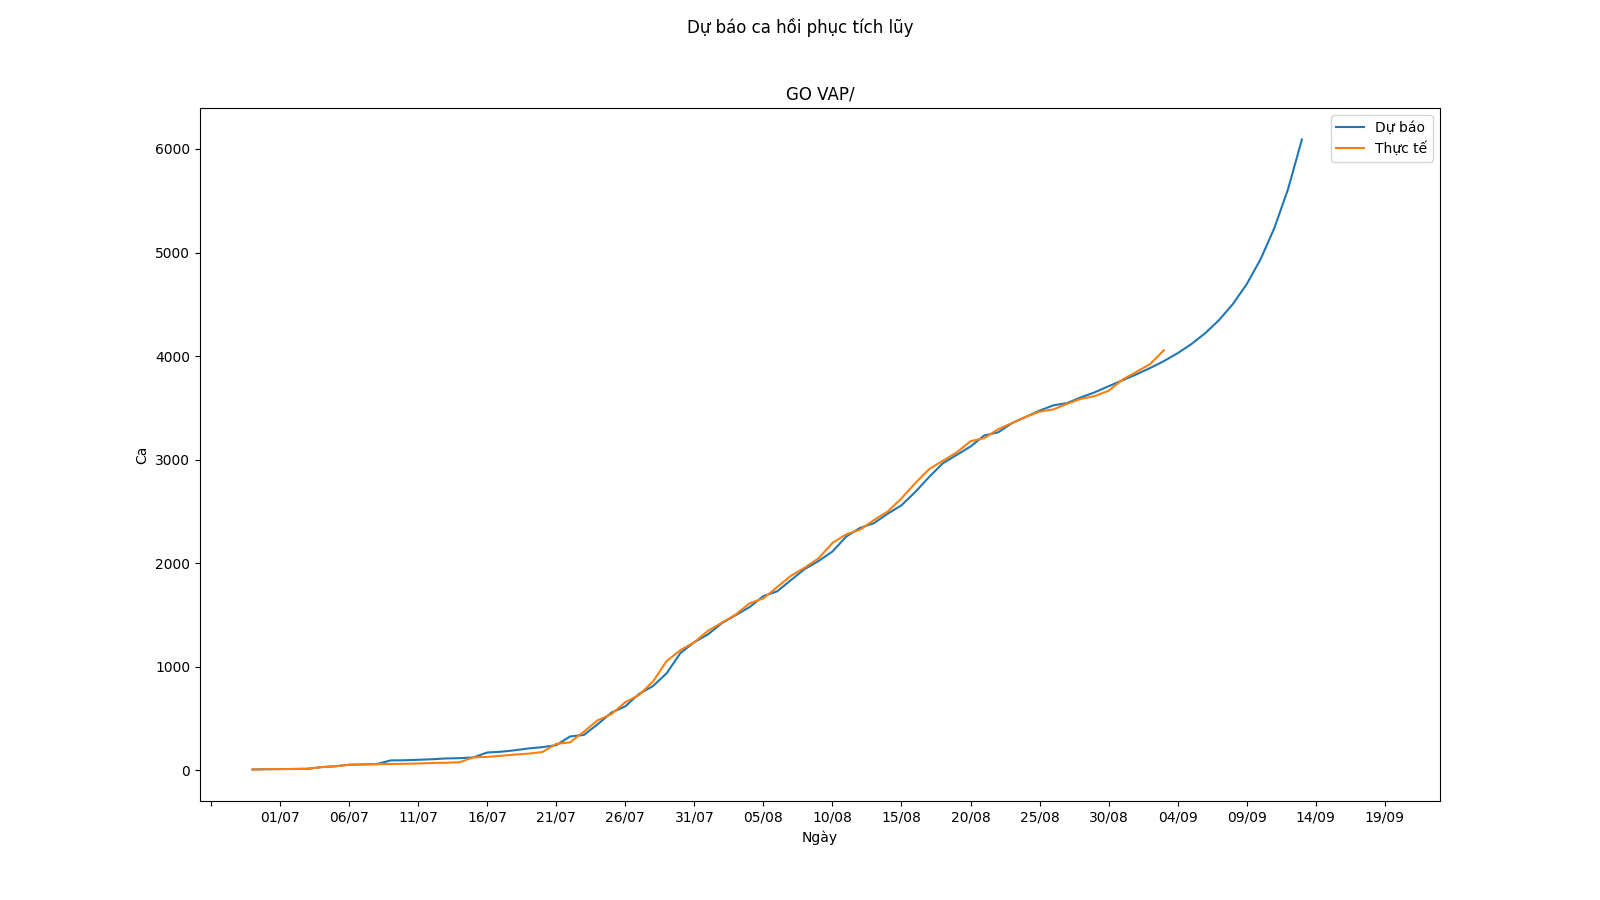 Dự báo ca hồi phục tích lũy
GO VAP/
Dự báo
Thực tế
6000
5000
4000
3000
2000
1000
0
Ca
01/07 06/07 11/07 16/07 21/07 26/07 31/07 05/08 10/08 15/08 20/08 25/08 30/08 04/09 09/09 14/09 19/09
Ngày